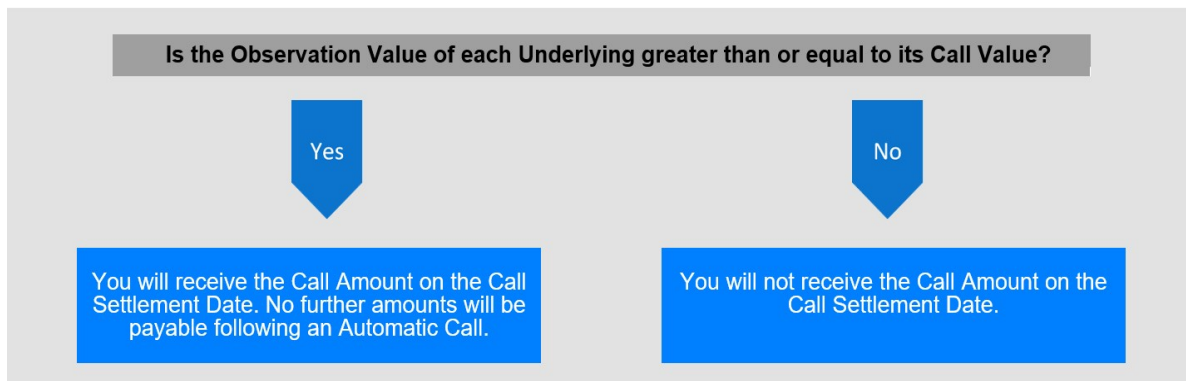 Is the Observation Value of each Underlying greater than or equal to its Call Value?
Yes
No
You will receive the Call Amount on the Call
Settlement Date. No further amounts will be
payable following an Automatic Call.
You will not receive the Call Amount on the
Call Settlement Date.